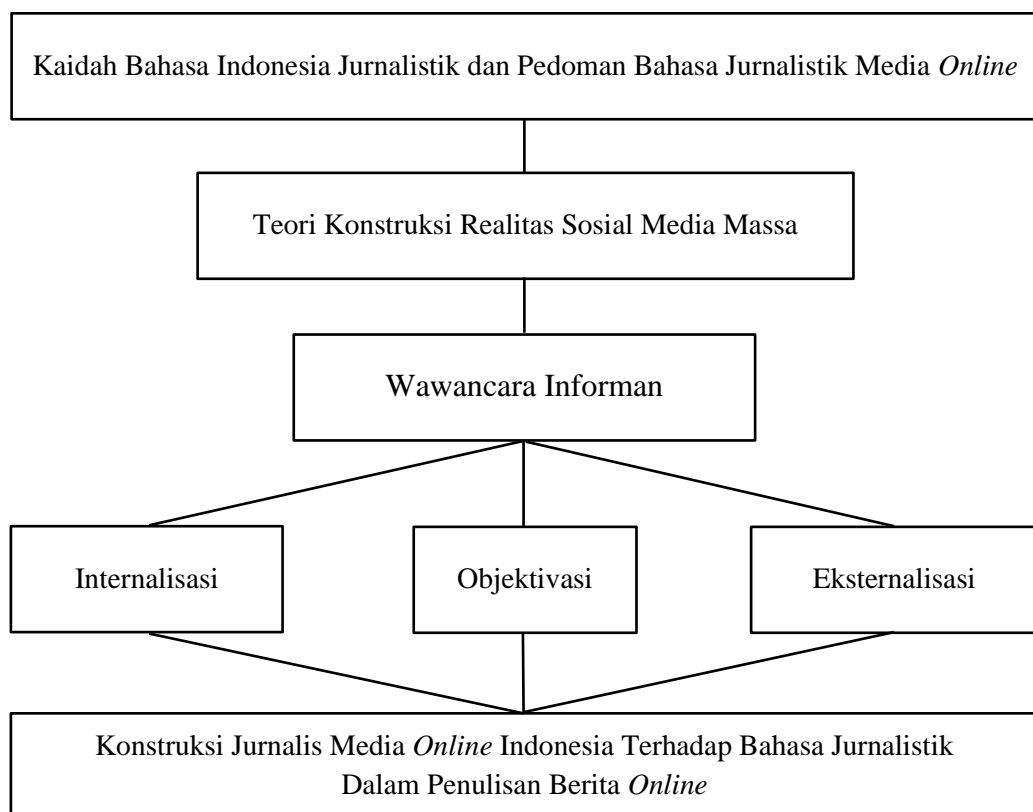 Kaidah Bahasa Indonesia Jurnalistik dan Pedoman Bahasa Jurnalistik Media Online
Teori Konstruksi Realitas Sosial Media Massa
Wawancara Informan
Internalisasi
Objektivasi
Eksternalisasi
Konstruksi Jurnalis Media Online Indonesia Terhadap Bahasa Jurnalistik
Dalam Penulisan Berita Online